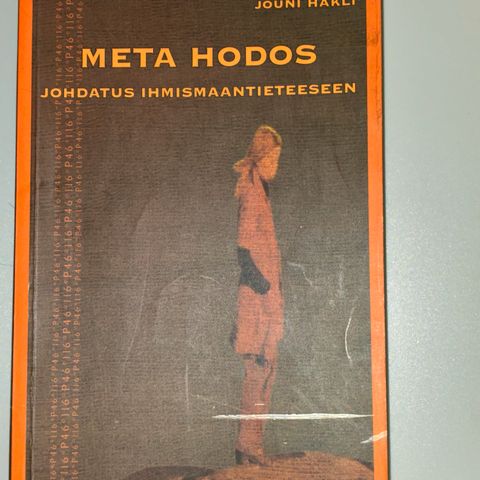 JOUNI HÄKLI
META HODOS
JOHDATUS IHMISMAANTIETEESEEN